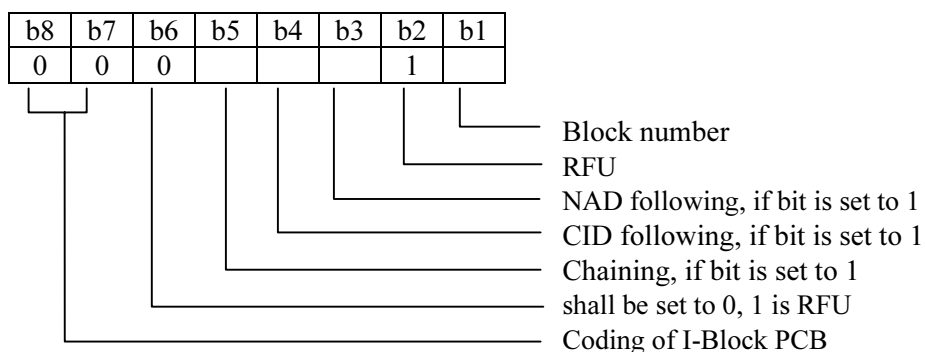 b8 b7 b6 b5 b4 b3 b2 b1
0 0 0 1
Block number
RFU
NAD following, if bit is set to 1
CID following, if bit is set to 1
Chaining, if bit is set to 1
shall be set to 0, 1 is RFU
Coding of I-Block PCB